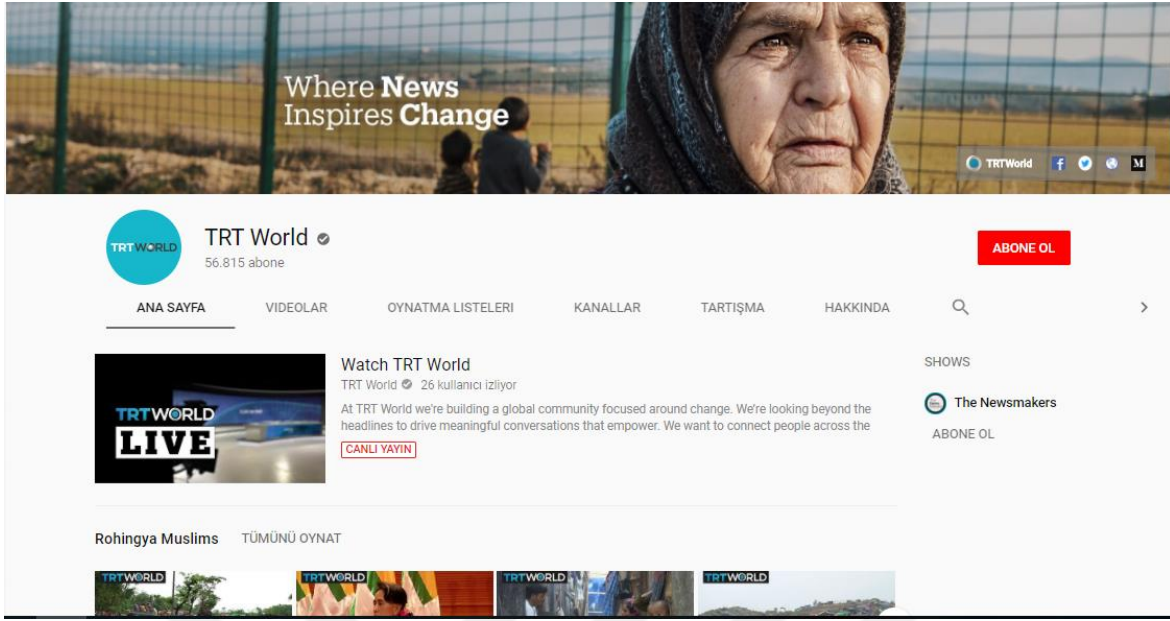 Where News
Inspires Change
TRTWorld
TRT WORLD
TRT World
56.815 abone
ABONE OL
ANA SAYFA
VIDEOLAR
OYNATMA LISTELERI
KANALLAR
TARTIŞMA
HAKKINDA
TRTWORLD
LIVE
Watch TRT World
TRT World 26 kullanıcı izliyor
At TRT World we're building a global community focused around change. We're looking beyond the
headlines to drive meaningful conversations that empower. We want to connect people across the
CANLI YAYIN
SHOWS
The Newsmakers
ABONE OL
Rohingya Muslims TÜMÜNÜ OYNAT
TRTWORLD
TRTWORLD
TRTWORLD
TRTWORLD